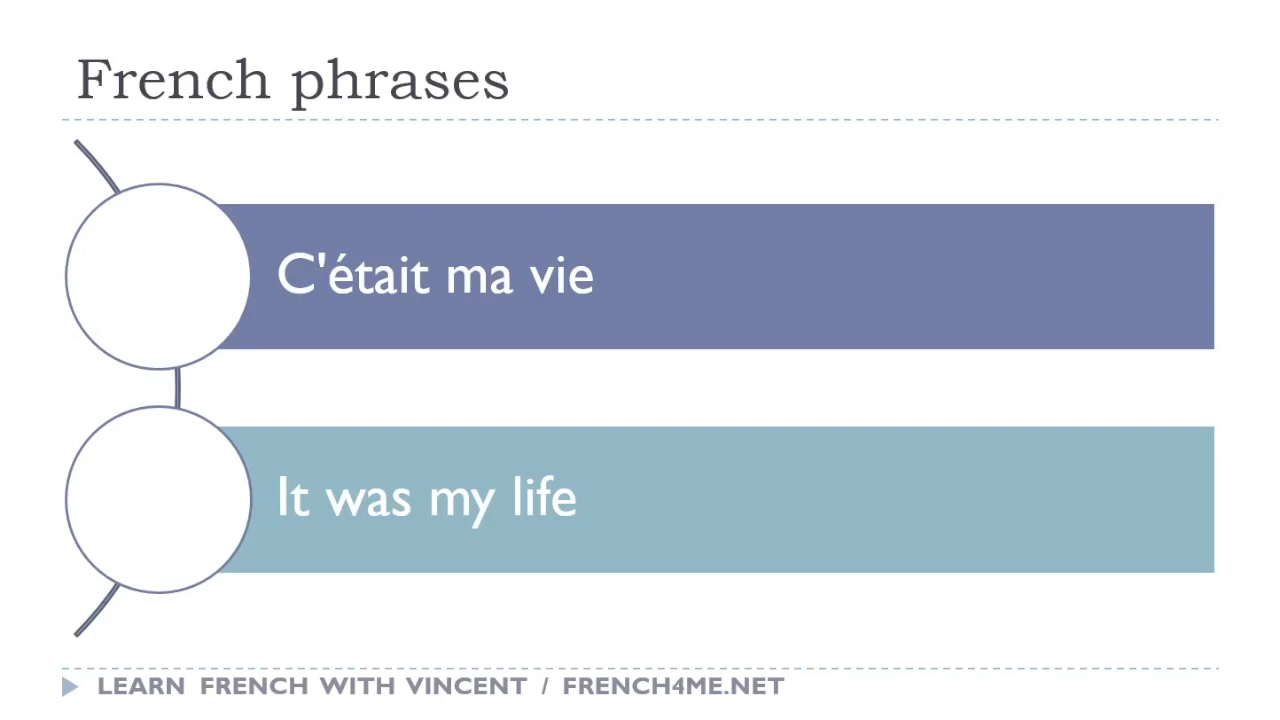 French phrases
C'était ma vie
It was my life
LEARN FRENCH WITH VINCENT / FRENCH4ME.NET